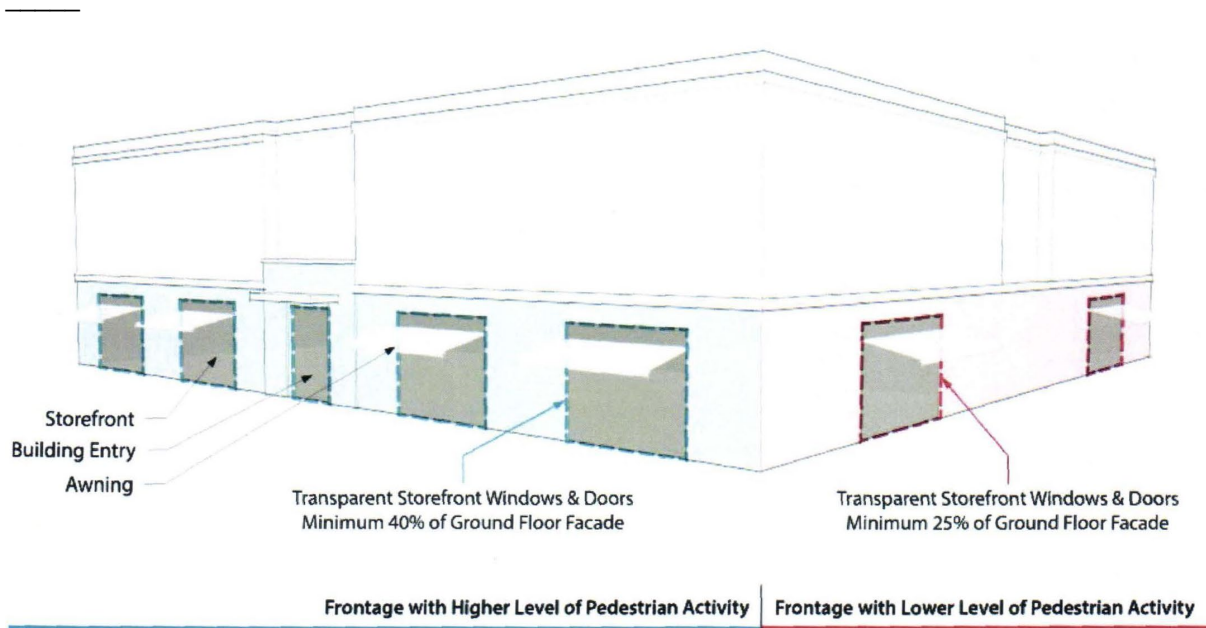 Storefront
Building Entry
Awning
Transparent Storefront Windows & Doors
Minimum 40% of Ground Floor Facade
Transparent Storefront Windows & Doors
Minimum 25% of Ground Floor Facade
Frontage with Higher Level of Pedestrian Activity
Frontage with Lower Level of Pedestrian Activity